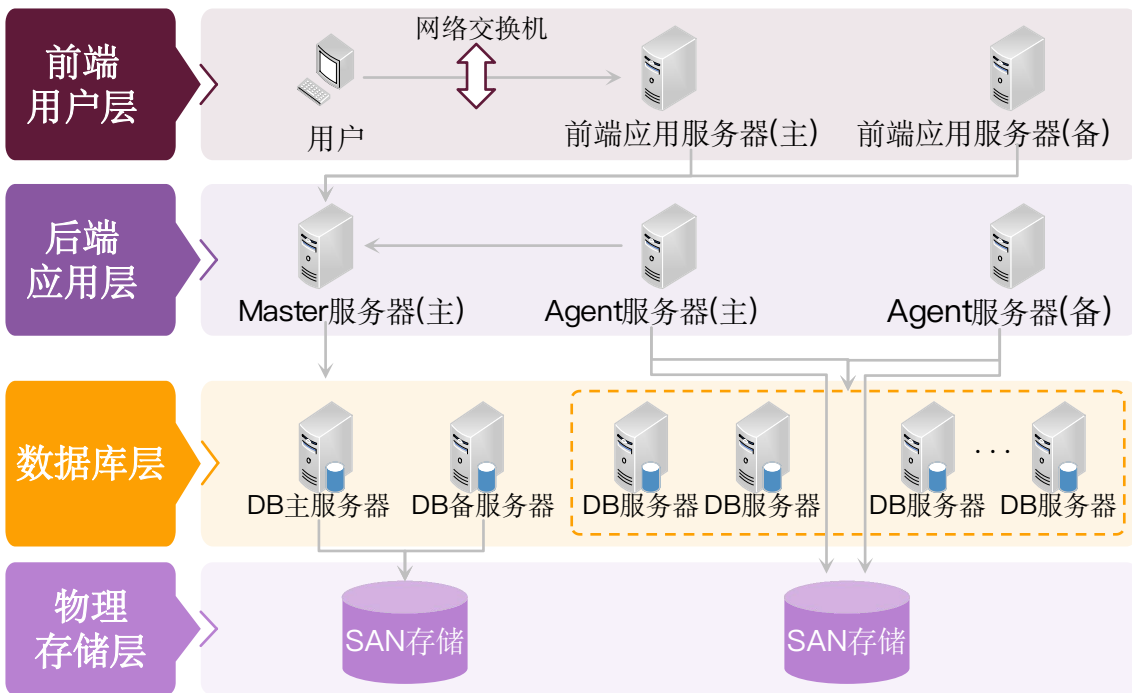 前端
用户层
网络交换机
用户
前端应用服务器(主)
前端应用服务器(备)
后端
应用层
Master服务器(主)
Agent服务器(主)
Agent服务器(备)
数据库层
DB主服务器
DB备服务器
DB服务器
DB服务器
DB服务器
...
DB服务器
物理
存储层
SAN存储
SAN存储